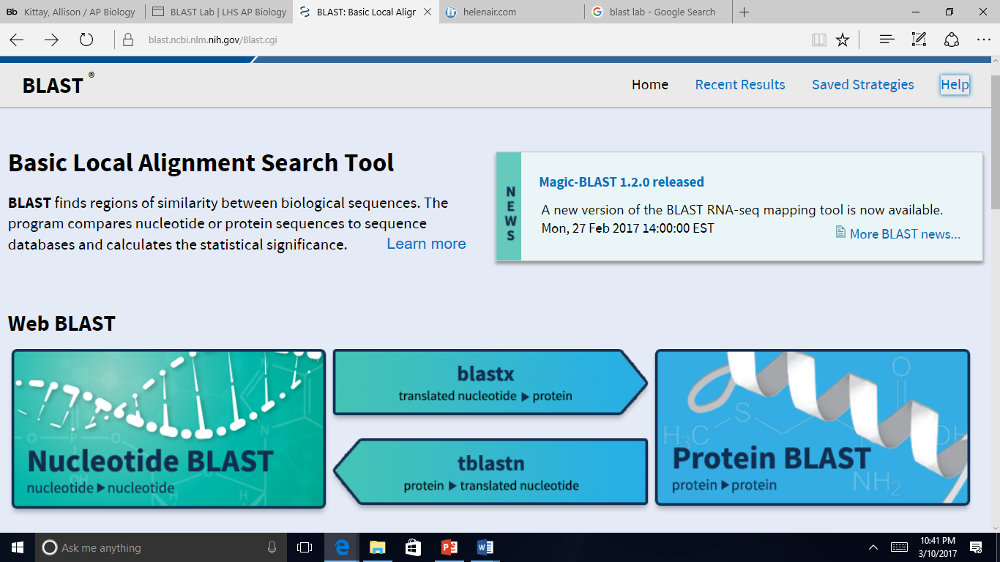 Bb Kittay, Allison / AP Biology
BLAST Lab | LHS AP Biology
BLAST: Basic Local Alignr
helenair.com
blast lab - Google Search
blast.ncbi.nlm.nih.gov/Blast.cgi
BLAST ®
Home
Recent Results
Saved Strategies
Help
Basic Local Alignment Search Tool
BLAST finds regions of similarity between biological sequences. The
program compares nucleotide or protein sequences to sequence
databases and calculates the statistical significance.
Learn more
NEWS
Magic-BLAST 1.2.0 released
A new version of the BLAST RNA-seq mapping tool is now available.
Mon, 27 Feb 2017 14:00:00 EST
More BLAST news...
Web BLAST
Nucleotide BLAST
nucleotide ▶ nucleotide
blastx
translated nucleotide ▶ protein
tblastn
protein ▶ translated nucleotide
H₃C
S
O
OH
NH₂
Protein BLAST
protein ▶ protein
Ask me anything
10:41 PM
3/10/2017